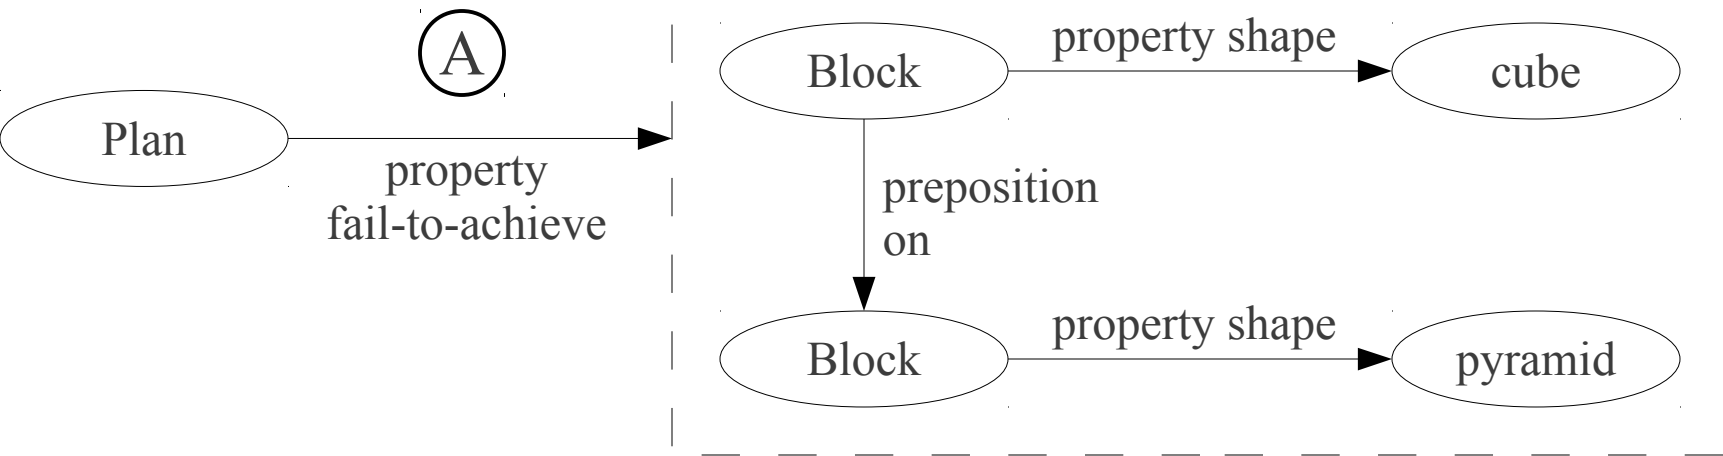 A
Plan
property
fail-to-achieve
Block
property shape
cube
preposition
on
Block
property shape
pyramid